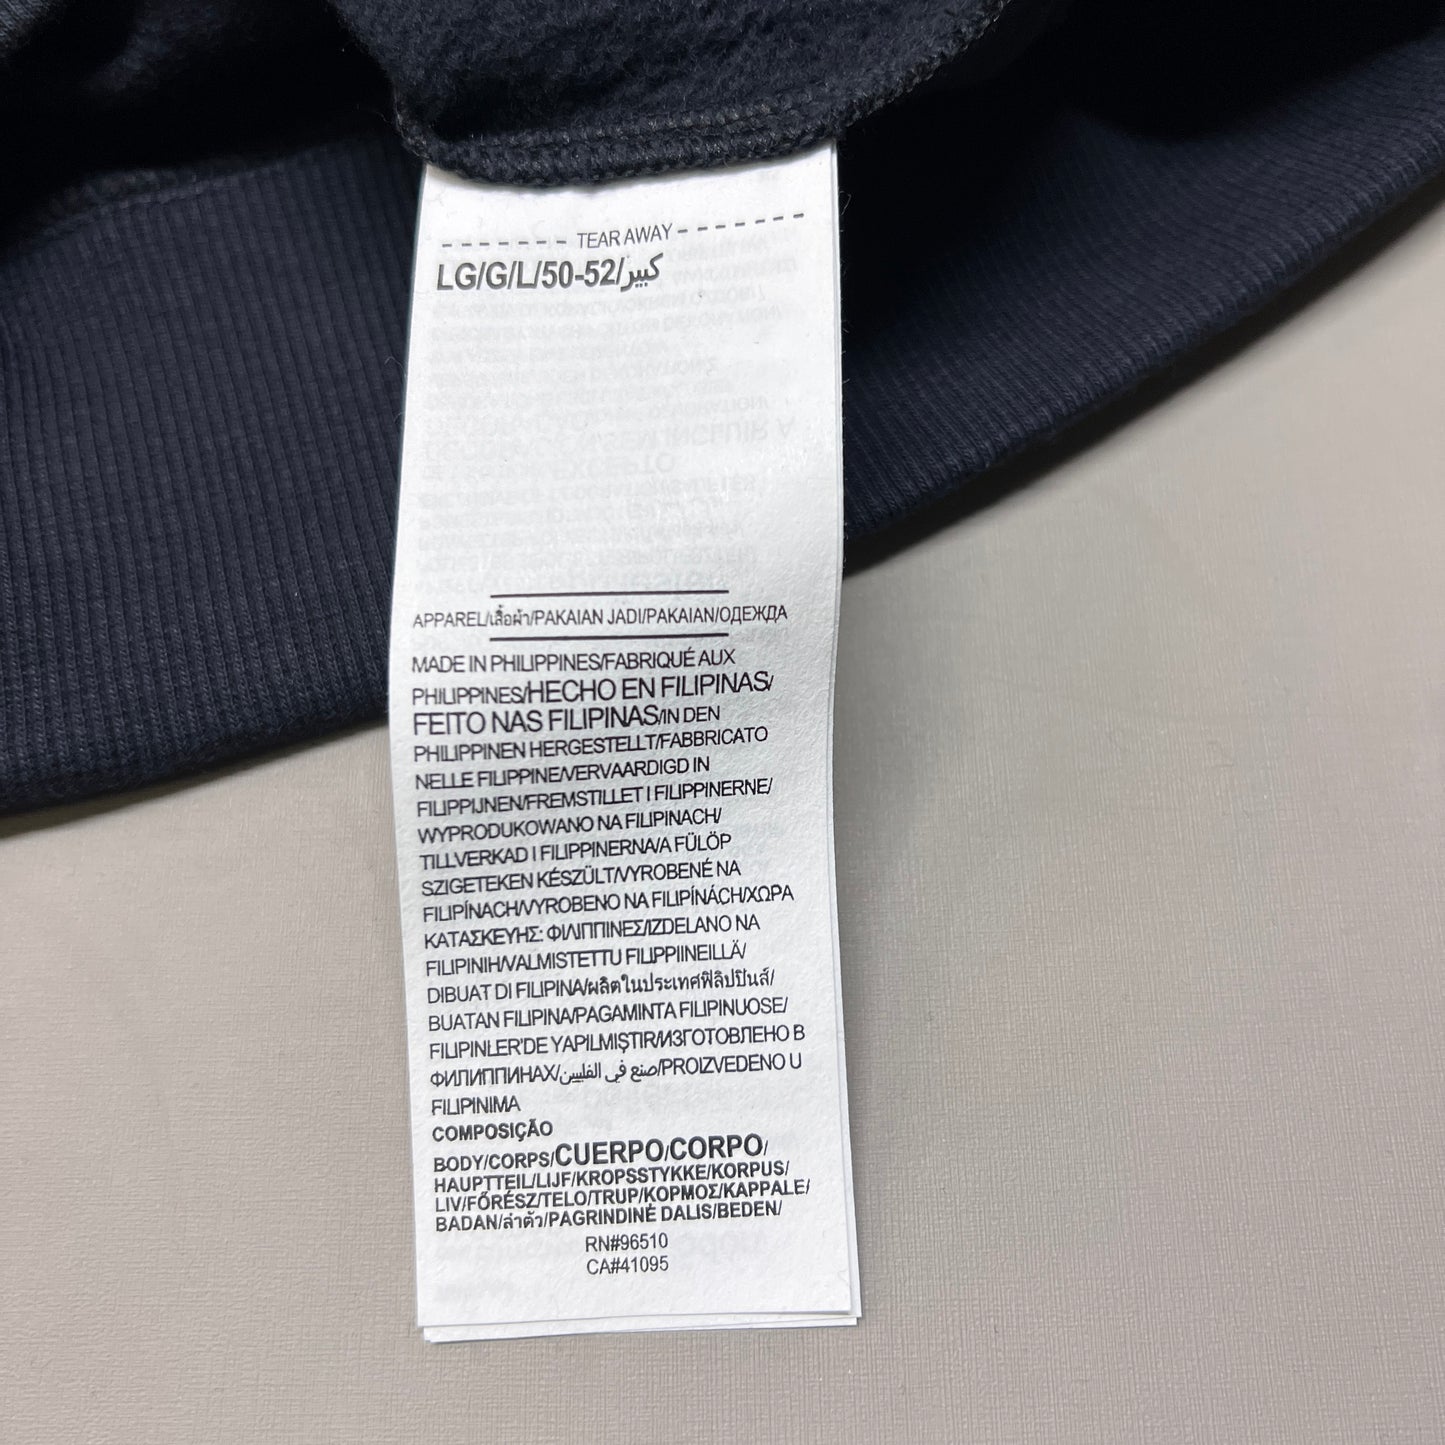 TEAR AWAY
LG/G/L/50-52/كبير
APPAREL/เสื้อผ้า/PAKAIAN JADI/PAKAIAN/ОДЕЖДА
MADE IN PHILIPPINES/FABRIQUÉ AUX
PHILIPPINES/HECHO EN FILIPINAS/
FEITO NAS FILIPINAS/IN DEN
PHILIPPINEN HERGESTELLT/FABBRICATO
NELLE FILIPPINE/VERVAARDIGD IN
FILIPPIJNEN/FREMSTILLET I FILIPPINERNE/
WYPRODUKOWANO NA FILIPINACH/
TILLVERKAD I FILIPPINERNA/A FÜLÖP
SZIGETEKEN KÉSZÜLT/VYROBENÉ NA
FILIPÍNACH/VYROBENO NA FILIPÍNÁCH/ΧΩΡΑ
ΚΑΤΑΣΚΕΥΗΣ: ΦΙΛΙΠΠΙΝΕΣ/IZDELANO NA
FILIPINIH/VALMISTETTU FILIPPIINEILLÄ/
DIBUAT DI FILIPINA/ผลิตในประเทศฟิลิปปินส์/
BUATAN FILIPINA/PAGAMINTA FILIPINUOSE/
FILIPINLER'DE YAPILMIŞTIR/ИЗГОТОВЛЕНО В
ФИЛИППИНАХ/صنع في الفلبين/PROIZVEDENO U
FILIPINIMA
COMPOSIÇÃO
BODY/CORPS/CUERPO/CORPO/
HAUPTTEIL/LIJF/KROPSSTYKKE/KORPUS/
LIV/FŐRÉSZ/TELO/TRUP/ΚΟΡΜΟΣ/KAPPALE/
BADAN/ลำตัว/PAGRINDINĖ DALIS/BEDEN/
RN#96510
CA#41095